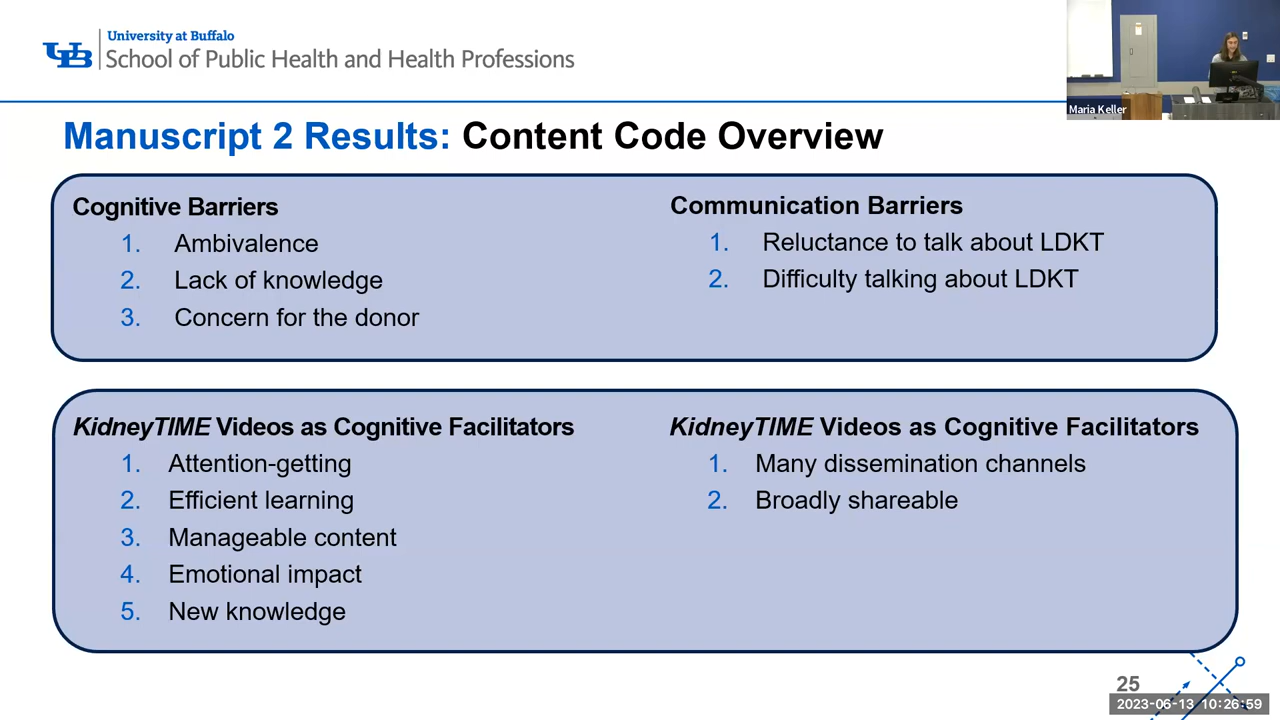 University at Buffalo
School of Public Health and Health Professions
Maria Keller
Manuscript 2 Results: Content Code Overview
Cognitive Barriers
1. Ambivalence
2. Lack of knowledge
3. Concern for the donor
Communication Barriers
1. Reluctance to talk about LDKT
2. Difficulty talking about LDKT
KidneyTIME Videos as Cognitive Facilitators
1. Attention-getting
2. Efficient learning
3. Manageable content
4. Emotional impact
5. New knowledge
KidneyTIME Videos as Cognitive Facilitators
1. Many dissemination channels
2. Broadly shareable
25
2023-06-13 10:26:59